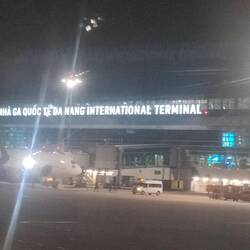 NHÀ GA QUỐC TẾ ĐÀ NẴNG INTERNATIONAL TERMINAL